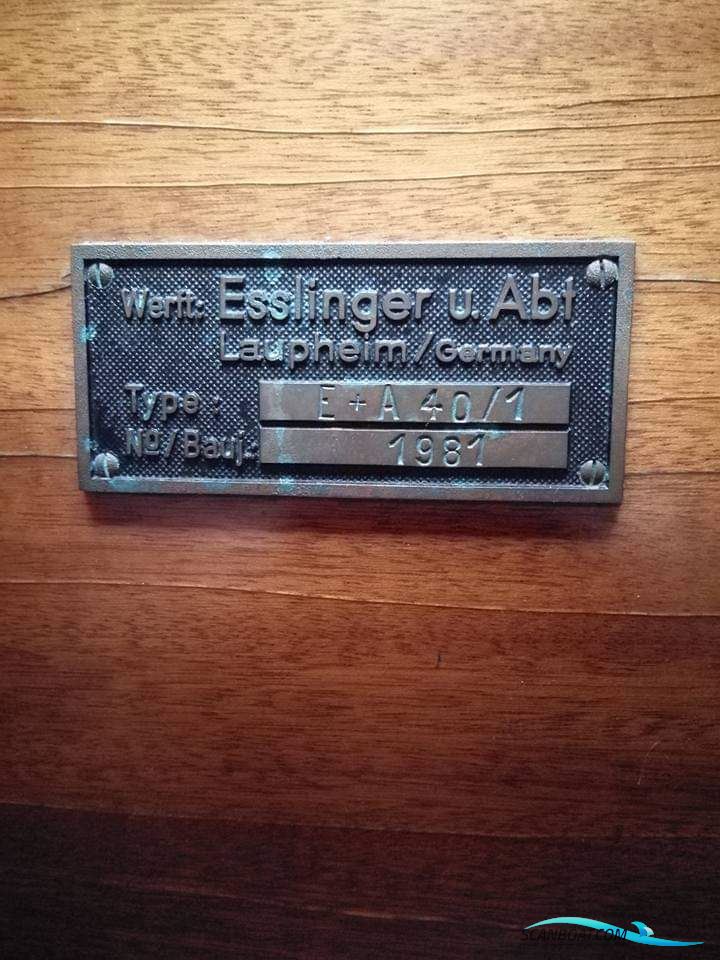 Werft: Esslinger u. Abt
Laupheim/Germany
Type: E+A 40/1
No/Bauj.: 1981
SCANBOAT.COM